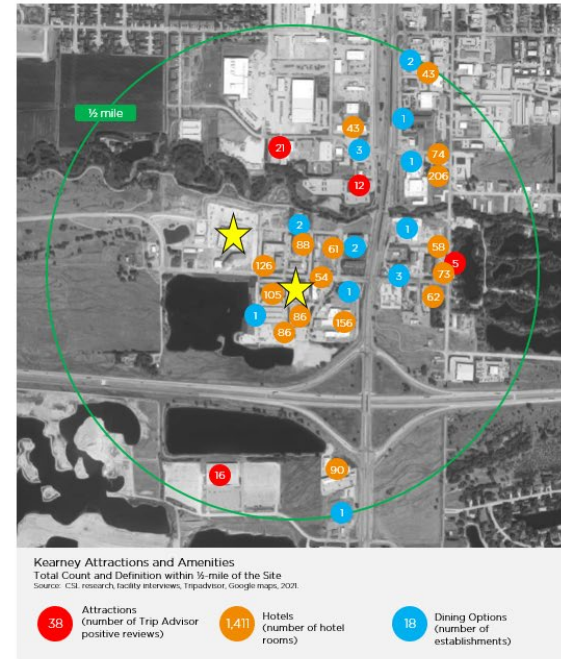 2
43
½ mile
1
43
21
3
74
1
206
12
2
1
88
61
2
58
126
5
54
3
73
105
1
62
1
86
156
86
90
16
1
Kearney Attractions and Amenities
Total Count and Definition within ½-mile of the Site
Source: CSL research, facility interviews, Tripadvisor, Google maps, 2021.
38
Attractions
(number of Trip Advisor
positive reviews)
1,411
Hotels
(number of hotel
rooms)
18
Dining Options
(number of
establishments)